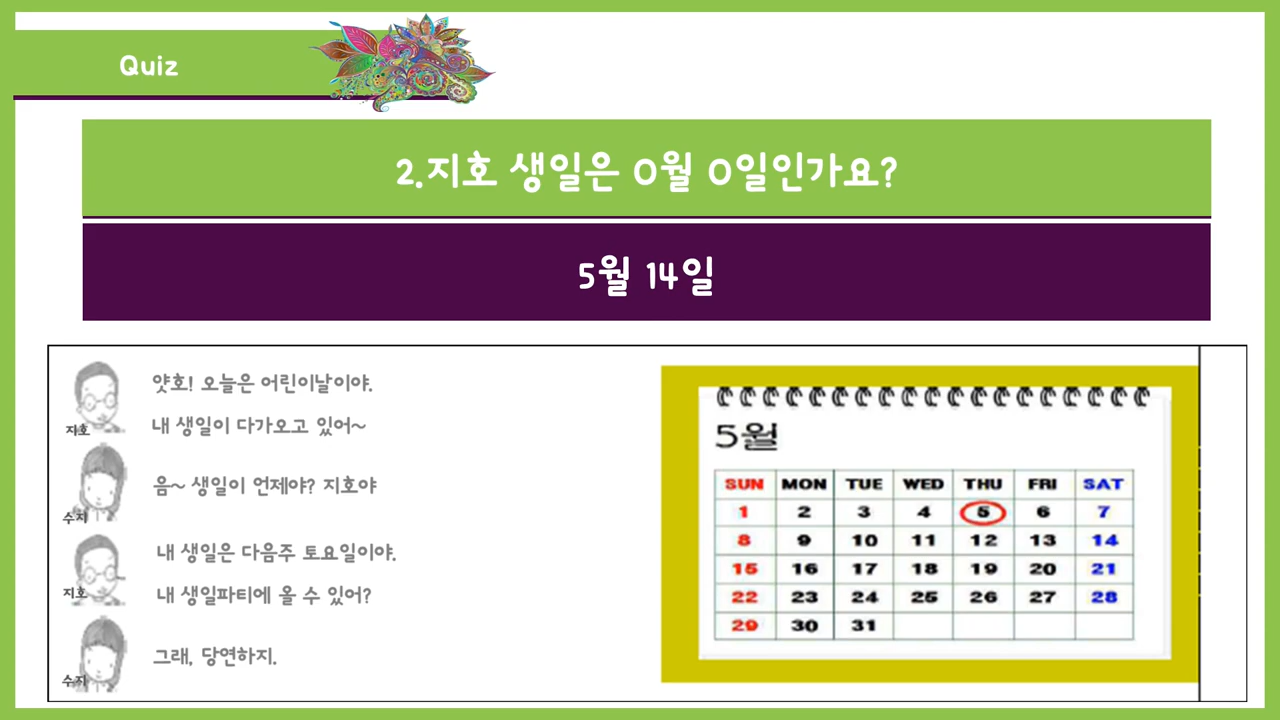 Quiz
2.지호 생일은 0월 0일인가요?
5월 14일
얏호! 오늘은 어린이날이야.
내 생일이 다가오고 있어~
지호
음~ 생일이 언제야? 지호야
수지
내 생일은 다음주 토요일이야.
내 생일파티에 올 수 있어?
지호
그래, 당연하지.
수지
5월
SUN MON TUE WED THU FRI SAT
1 2 3 4 5 6 7
8 9 10 11 12 13 14
15 16 17 18 19 20 21
22 23 24 25 26 27 28
29 30 31